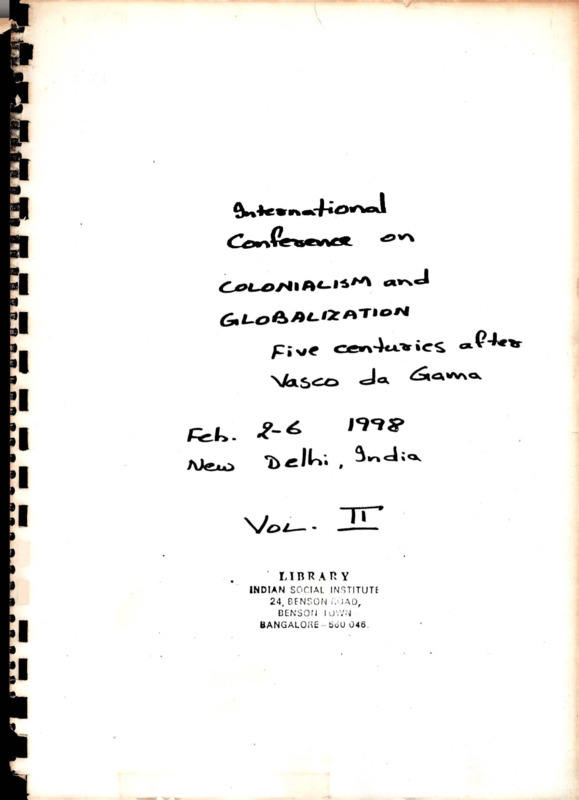 International
Conference on
COLONIALISM and
GLOBALIZATION
Five centuries after
Vasco da Gama
Feb. 2-6 1998
New Delhi, India
VOL. II
LIBRARY
INDIAN SOCIAL INSTITUTE
24, BENSON ROAD,
BENSON TOWN
BANGALORE - 560 046.